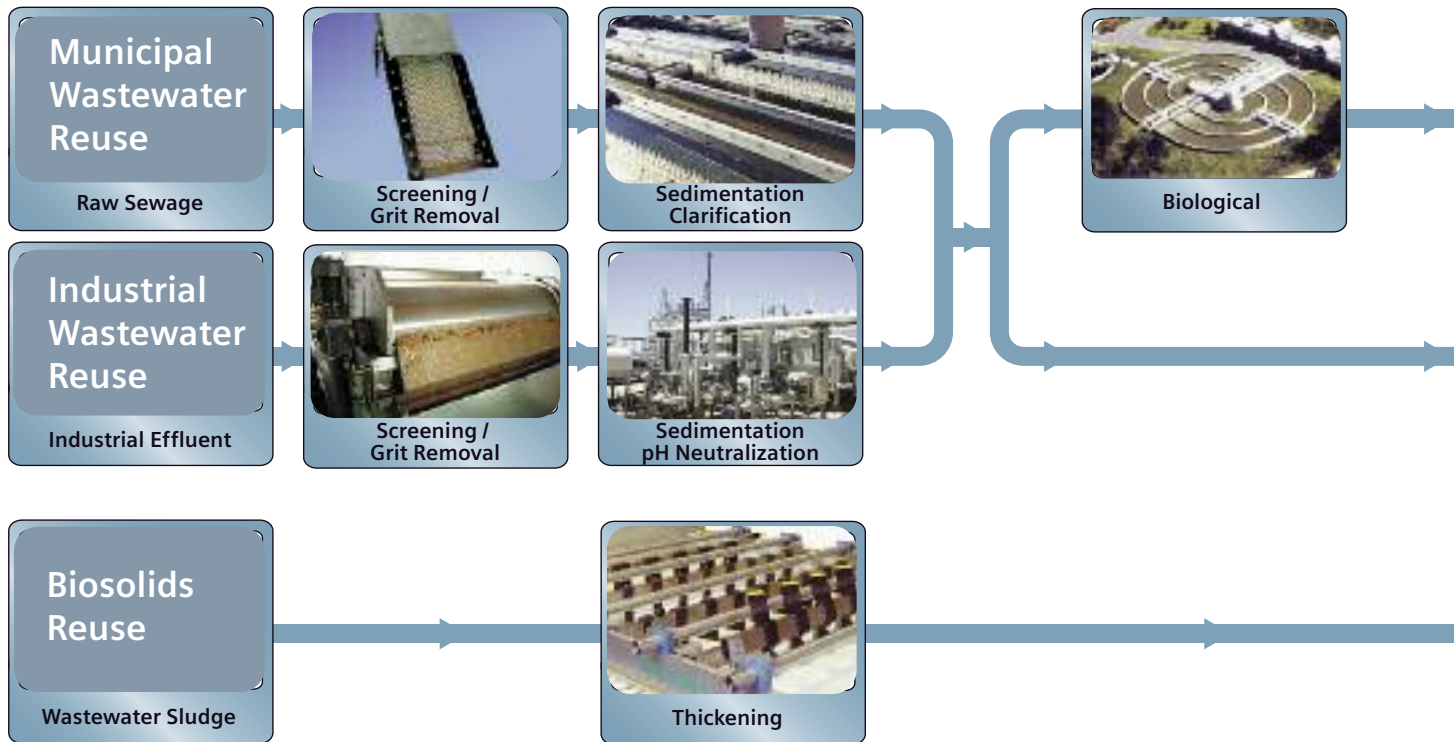 Municipal
Wastewater
Reuse
Raw Sewage
Screening /
Grit Removal
Sedimentation
Clarification
Biological
Industrial
Wastewater
Reuse
Industrial Effluent
Screening /
Grit Removal
Sedimentation
pH Neutralization
Biosolids
Reuse
Wastewater Sludge
Thickening